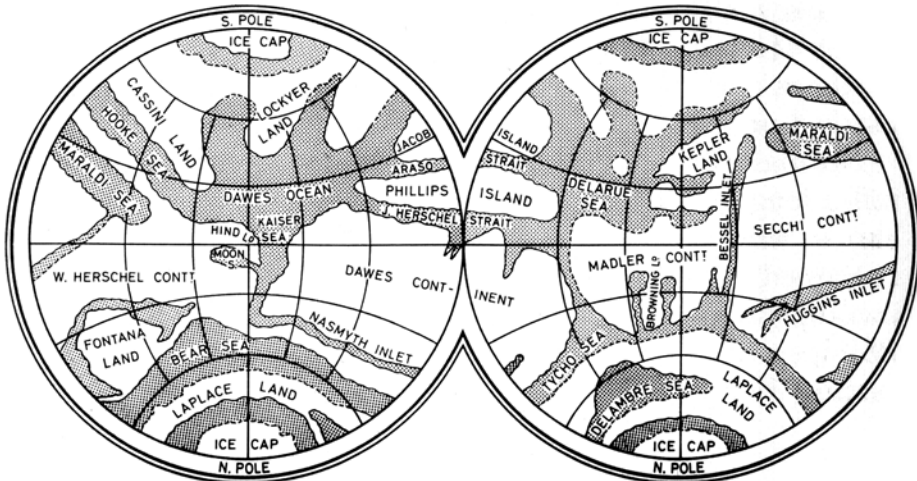 S. POLE
ICE CAP
CASSINI LAND
LOCKYER LAND
HOOKE SEA
MARALDI SEA
JACOB
ARASO
DAWES OCEAN
PHILLIPS
HIND LD
KAISER SEA
J. HERSCHEL STRAIT
MOON S.
W. HERSCHEL CONTT
DAWES CONT-INENT
FONTANA LAND
NASMYTH INLET
BEAR SEA
LAPLACE LAND
ICE CAP
N. POLE
S. POLE
ICE CAP
ISLAND
STRAIT
KEPLER LAND
MARALDI SEA
ISLAND
DELARUE SEA
BESSEL INLET
SECCHI CONTT
MADLER CONTT
BROWNING LD
HUGGINS INLET
TYCHO SEA
DELAMBRE SEA
LAPLACE LAND
ICE CAP
N. POLE